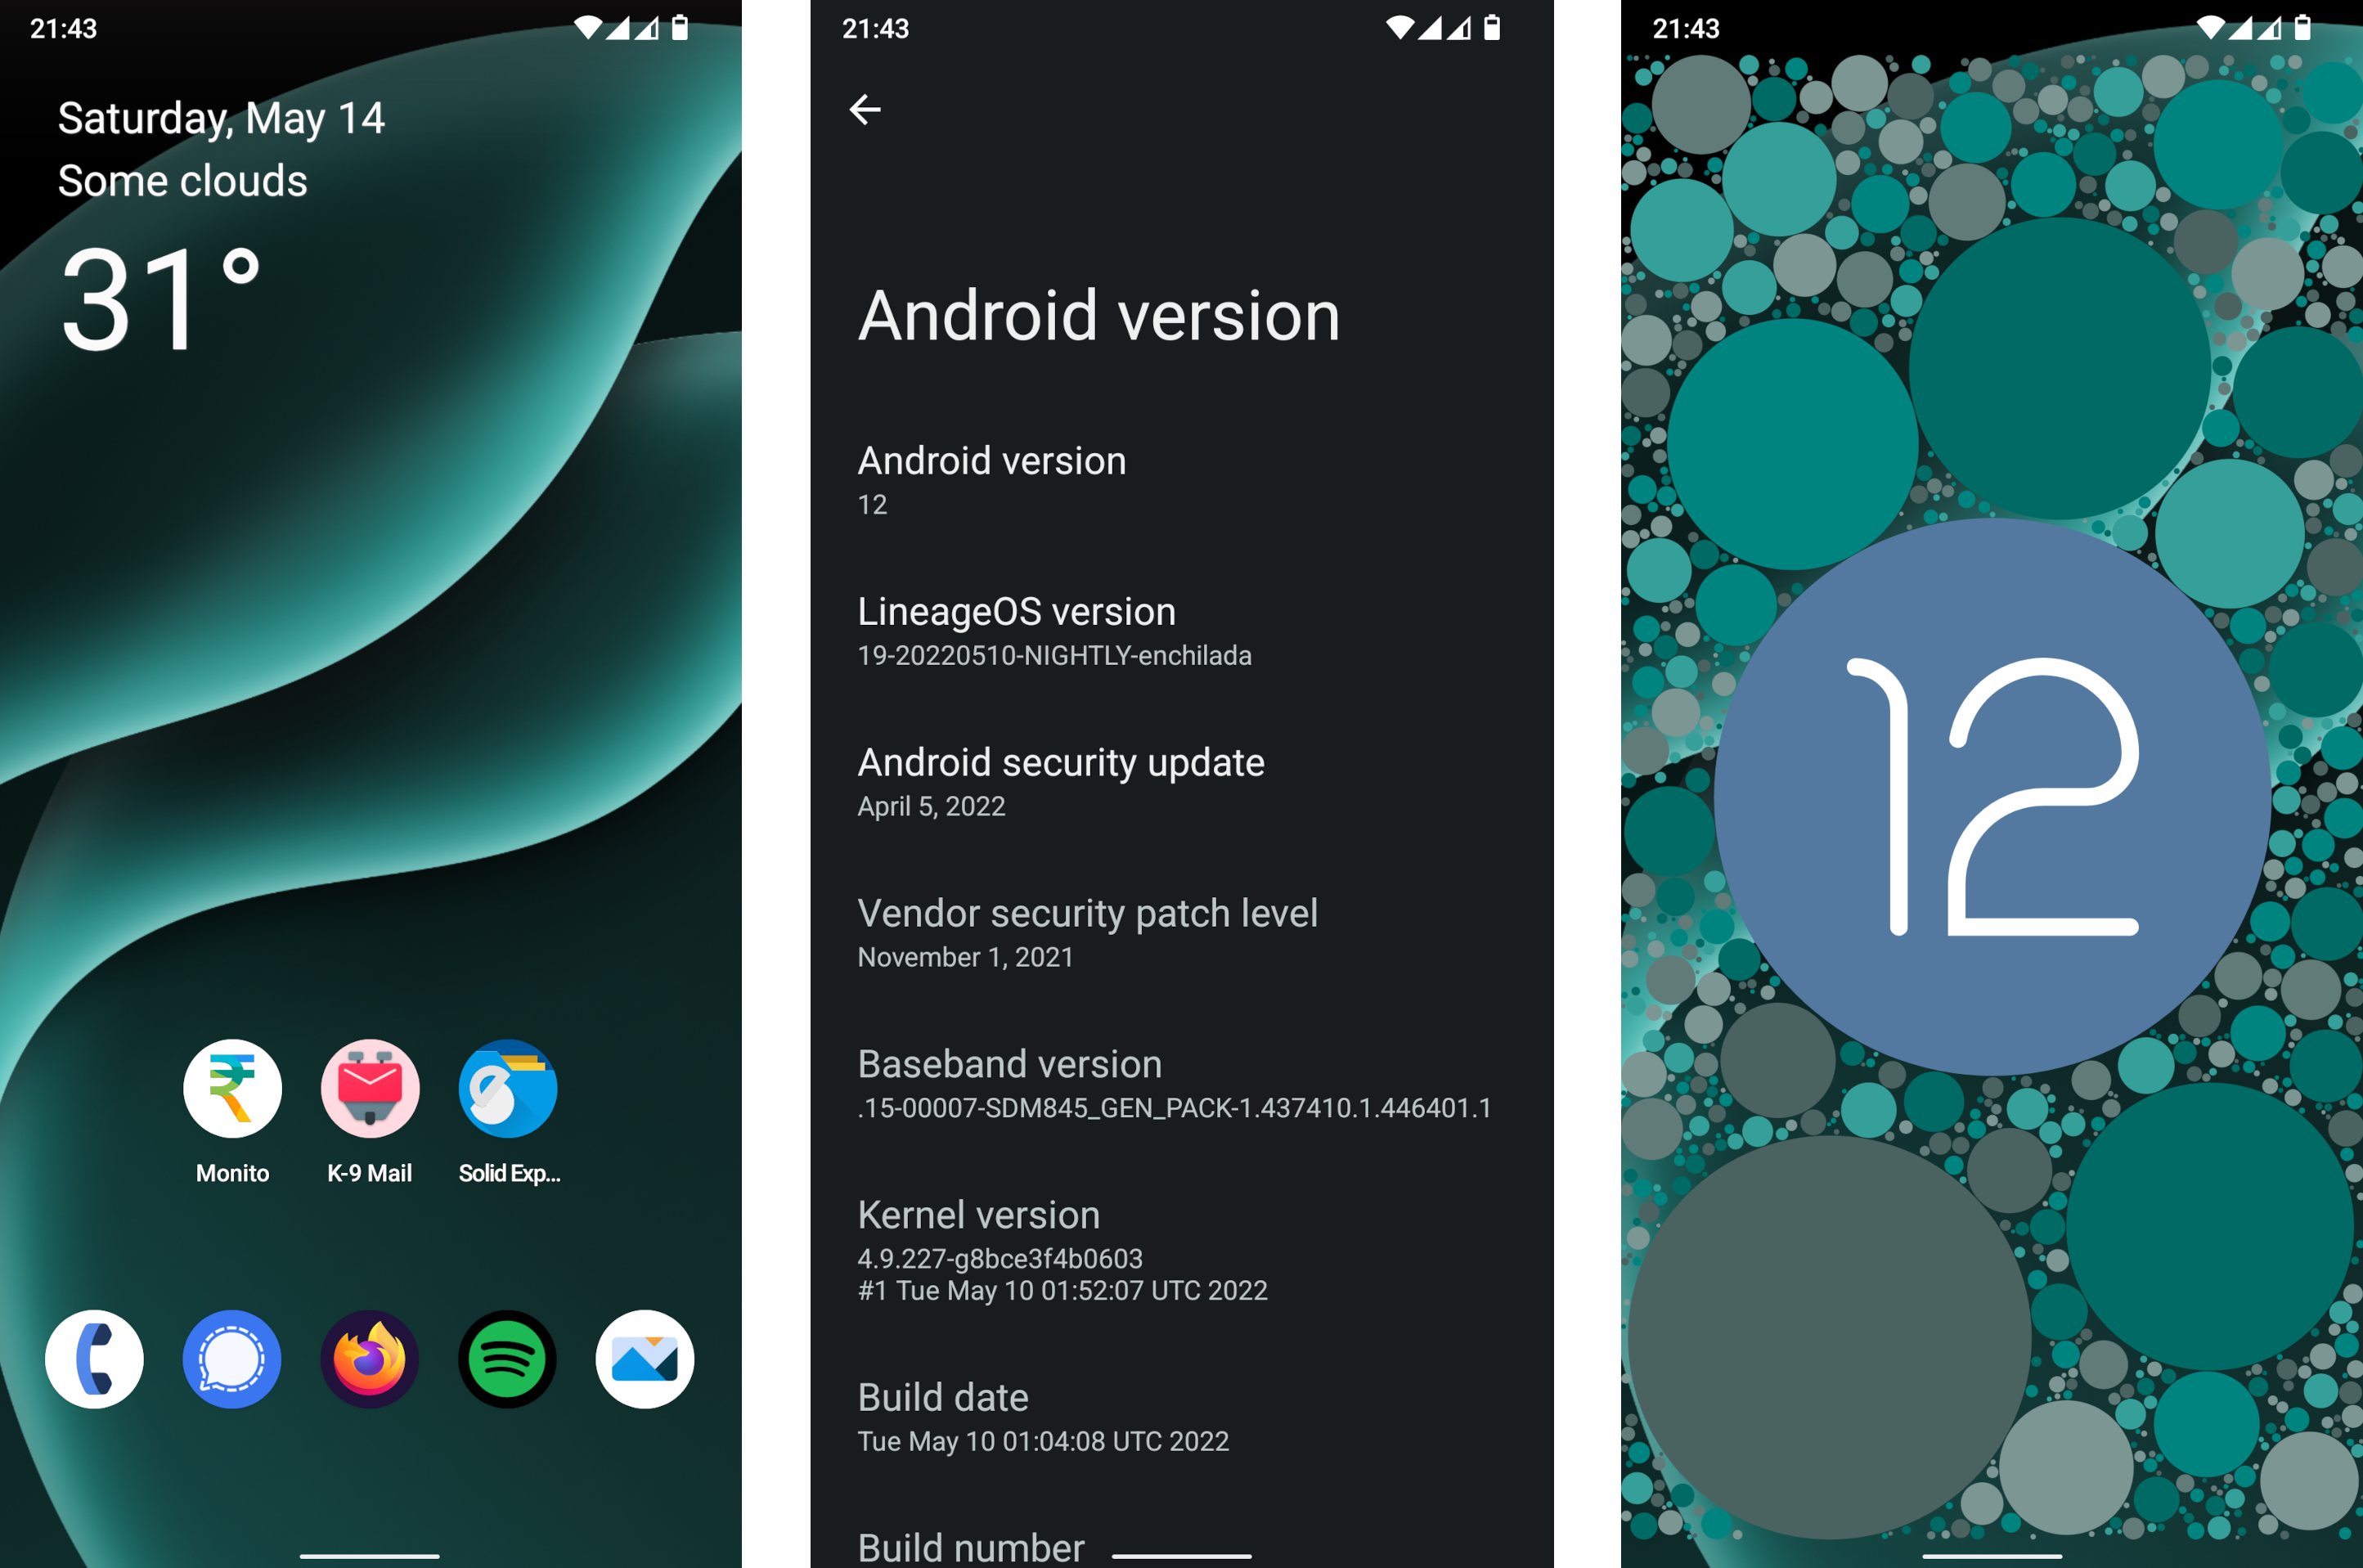 21:43
Saturday, May 14
Some clouds
31°
Monito
K-9 Mail
Solid Exp...
21:43
Android version
Android version
12
LineageOS version
19-20220510-NIGHTLY-enchilada
Android security update
April 5, 2022
Vendor security patch level
November 1, 2021
Baseband version
.15-00007-SDM845_GEN_PACK-1.437410.1.446401.1
Kernel version
4.9.227-g8bce3f4b0603
#1 Tue May 10 01:52:07 UTC 2022
Build date
Tue May 10 01:04:08 UTC 2022
Build number
21:43
12